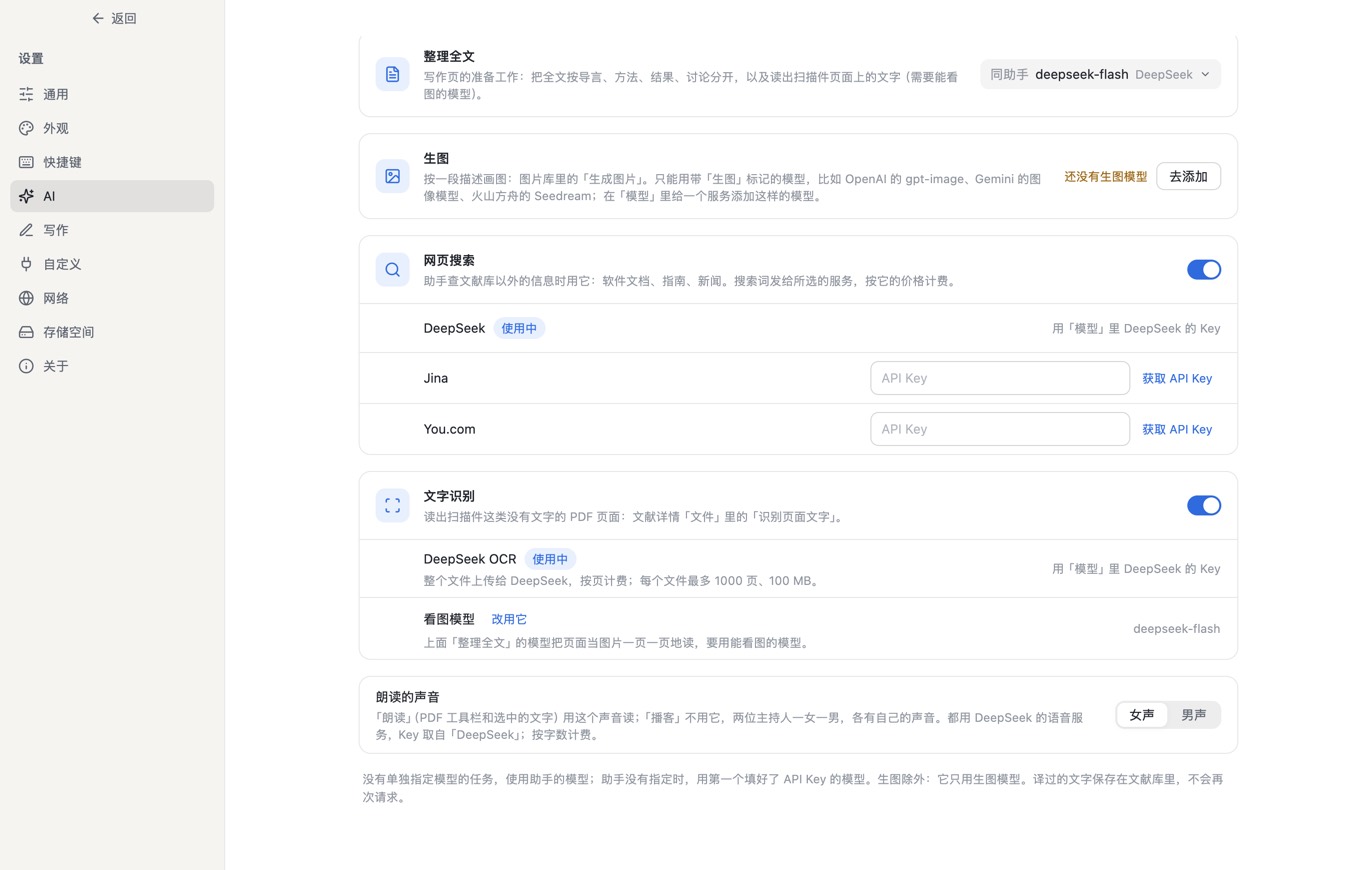 返回
设置
通用
外观
快捷键
AI
写作
自定义
网络
存储空间
关于
整理全文
写作页的准备工作：把全文按导言、方法、结果、讨论分开，以及读出扫描件页面上的文字（需要能看
图的模型）。
同助手 deepseek-flash DeepSeek
生图
按一段描述画图：图片库里的「生成图片」。只能用带「生图」标记的模型，比如 OpenAI 的 gpt-image、Gemini 的图
像模型、火山方舟的 Seedream；在「模型」里给一个服务添加这样的模型。
还没有生图模型 去添加
网页搜索
助手查文献库以外的信息时用它：软件文档、指南、新闻。搜索词发给所选的服务，按它的价格计费。
DeepSeek 使用中 用「模型」里 DeepSeek 的 Key
Jina API Key 获取 API Key
You.com API Key 获取 API Key
文字识别
读出扫描件这类没有文字的 PDF 页面：文献详情「文件」里的「识别页面文字」。
DeepSeek OCR 使用中
整个文件上传给 DeepSeek，按页计费；每个文件最多 1000 页、100 MB。
用「模型」里 DeepSeek 的 Key
看图模型 改用它
上面「整理全文」的模型把页面当图片一页一页地读，要用能看图的模型。
deepseek-flash
朗读的声音
「朗读」（PDF 工具栏和选中的文字）用这个声音读；「播客」不用它，两位主持人一女一男，各有自己的声音。都用 DeepSeek 的语音服
务，Key 取自「DeepSeek」；按字数计费。
女声 男声
没有单独指定模型的任务，使用助手的模型；助手没有指定时，用第一个填好了 API Key 的模型。生图除外：它只用生图模型。译过的文字保存在文献库里，不会再
次请求。